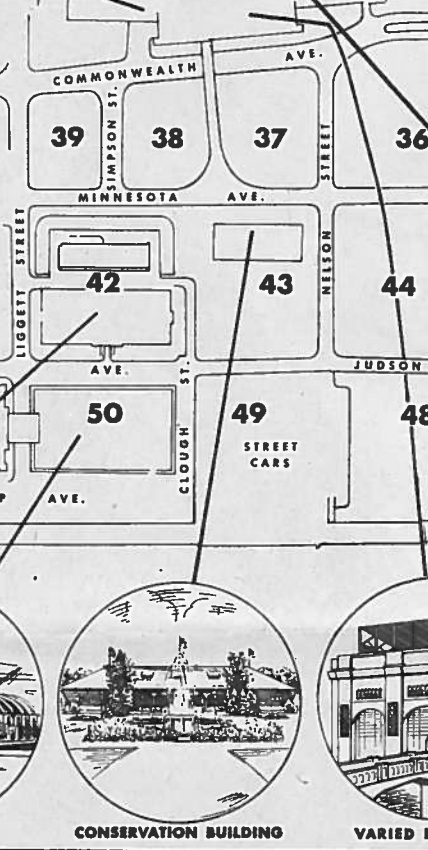 COMMONWEALTH AVE.
39
SIMPSON ST.
38
37
STREET
36
MINNESOTA AVE.
LIGGETT STREET
42
43
NELSON
44
AVE.
ST.
JUDSON
50
49
48
STREET
CARS
CLOUGH
P AVE.
CONSERVATION BUILDING
VARIED